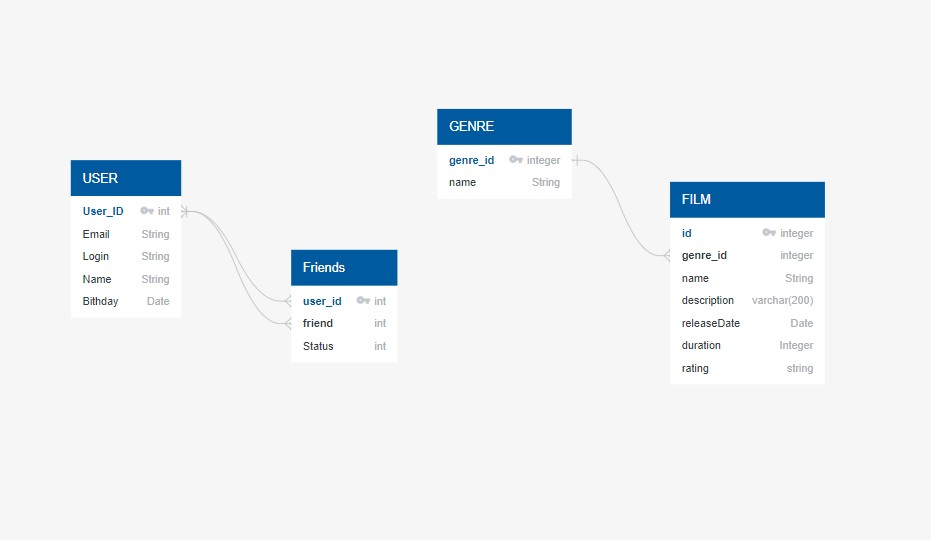 USER
User_ID int
Email String
Login String
Name String
Bithday Date
Friends
user_id int
friend int
Status int
GENRE
genre_id integer
name String
FILM
id integer
genre_id integer
name String
description varchar(200)
releaseDate Date
duration Integer
rating string